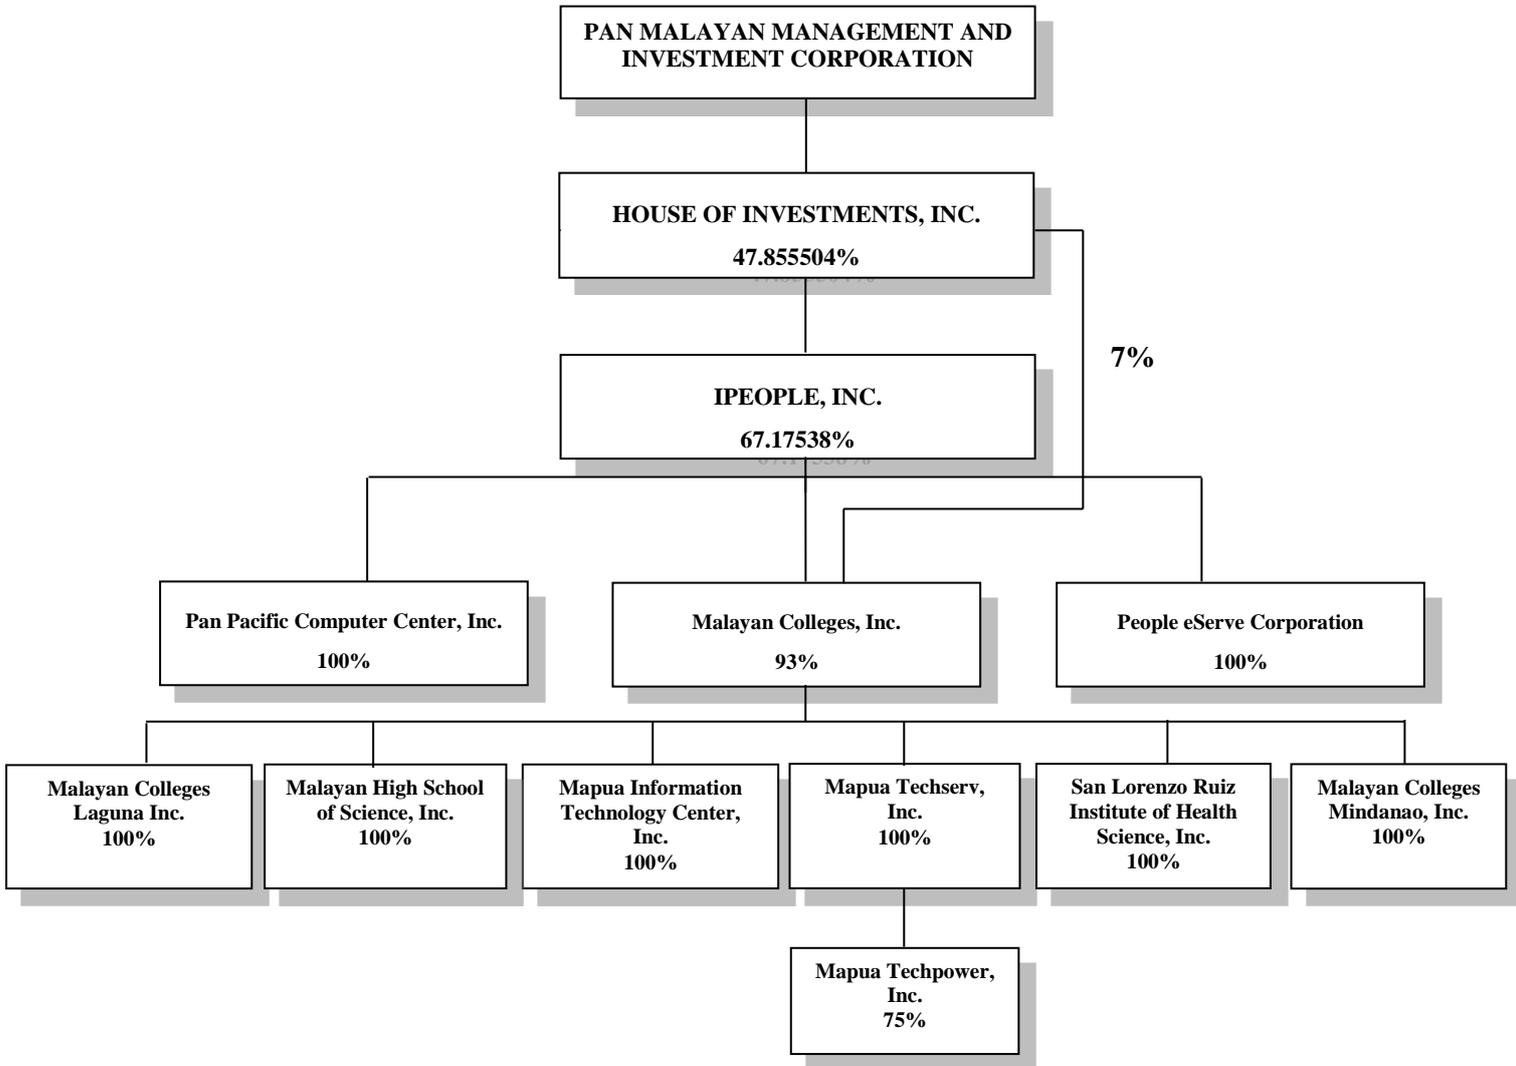 PAN MALAYAN MANAGEMENT AND
INVESTMENT CORPORATION
HOUSE OF INVESTMENTS, INC.
47.855504%
7%
IPEOPLE, INC.
67.17538%
Pan Pacific Computer Center, Inc.
100%
Malayan Colleges, Inc.
93%
People eServe Corporation
100%
Malayan Colleges
Laguna Inc.
100%
Malayan High School
of Science, Inc.
100%
Mapua Information
Technology Center,
Inc.
100%
Mapua Techserv,
Inc.
100%
San Lorenzo Ruiz
Institute of Health
Science, Inc.
100%
Malayan Colleges
Mindanao, Inc.
100%
Mapua Techpower,
Inc.
75%